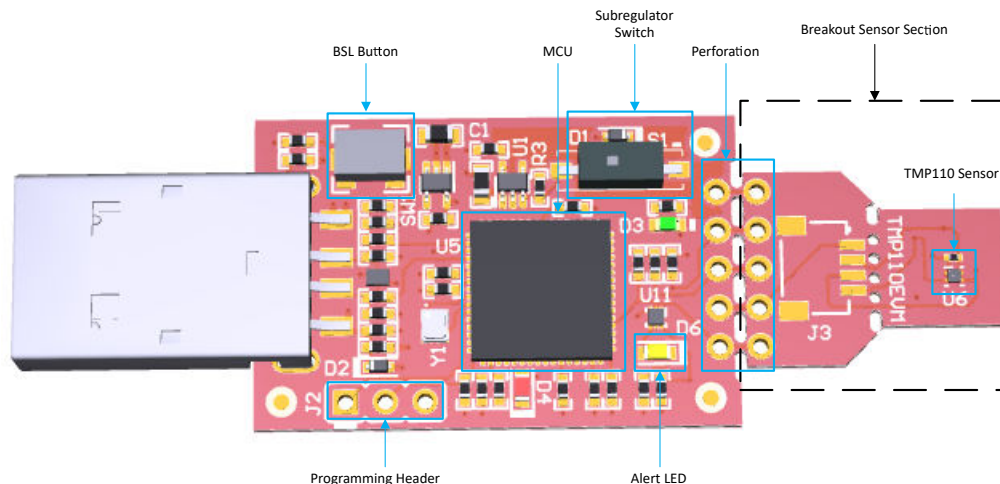 Subregulator
Switch
BSL Button
MCU
Perforation
Breakout Sensor Section
TMP110 Sensor
C1
U1
R3
D1
S1
SW1
U5
D3
U11
D6
Y1
D2
D4
J2
J3
TMP110EVM
U6
Programming Header
Alert LED